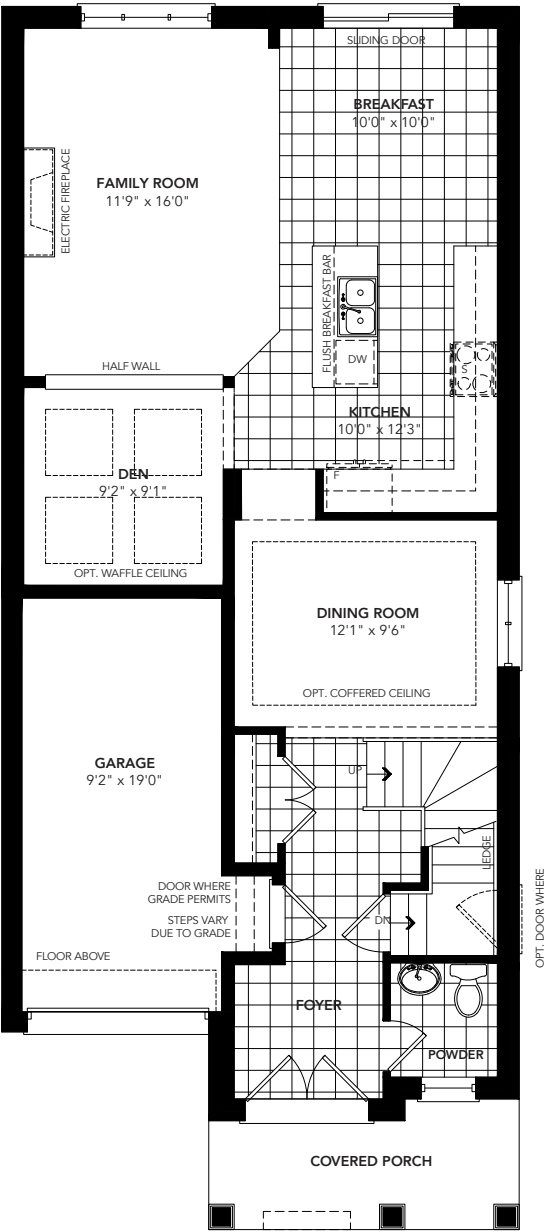 SLIDING DOOR
BREAKFAST
10'0" x 10'0"
FAMILY ROOM
11'9" x 16'0"
ELECTRIC FIREPLACE
FLUSH BREAKFAST BAR
DW
S
HALF WALL
KITCHEN
10'0" x 12'3"
F
DEN
9'2" x 9'1"
OPT. WAFFLE CEILING
DINING ROOM
12'1" x 9'6"
OPT. COFFERED CEILING
GARAGE
9'2" x 19'0"
UP
LEDGE
DOOR WHERE
GRADE PERMITS
STEPS VARY
DUE TO GRADE
DN
OPT. DOOR WHERE
FLOOR ABOVE
FOYER
POWDER
COVERED PORCH